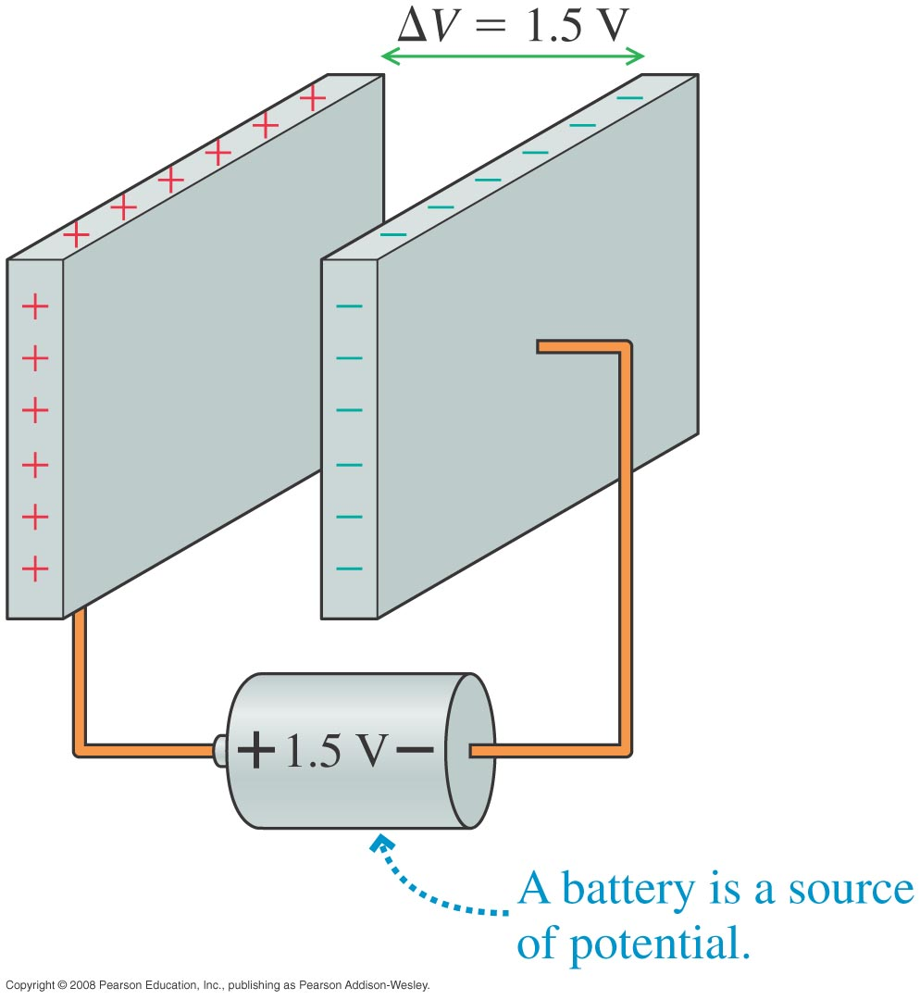 ΔV = 1.5 V
+ 1.5 V −
A battery is a source
of potential.
Copyright © 2008 Pearson Education, Inc., publishing as Pearson Addison-Wesley.